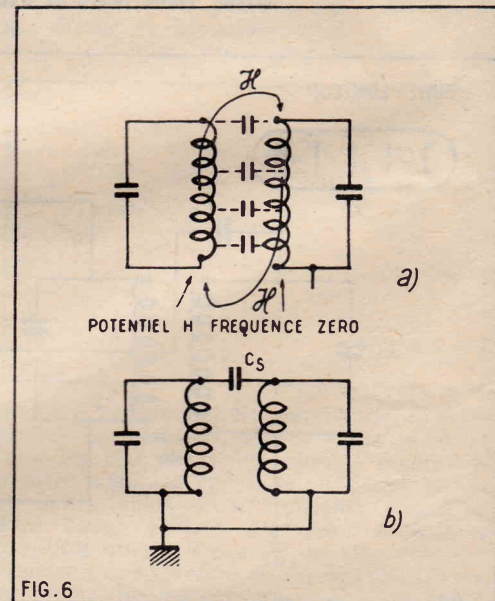 ℋ
a)
ℋ
POTENTIEL H FREQUENCE ZERO
CS
b)
FIG.6